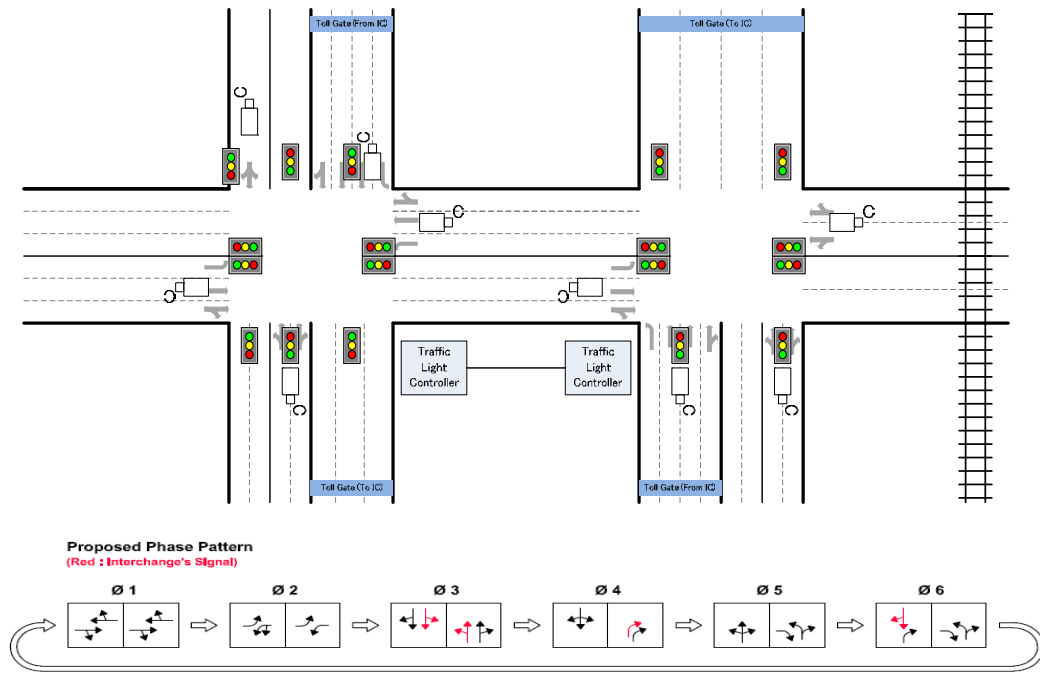 Toll Gate (From IC)
Toll Gate (To IC)
Traffic
Light
Controller
Traffic
Light
Controller
Toll Gate (To IC)
Toll Gate (From IC)
Proposed Phase Pattern
(Red : Interchange's Signal)
Ø 1
Ø 2
Ø 3
Ø 4
Ø 5
Ø 6